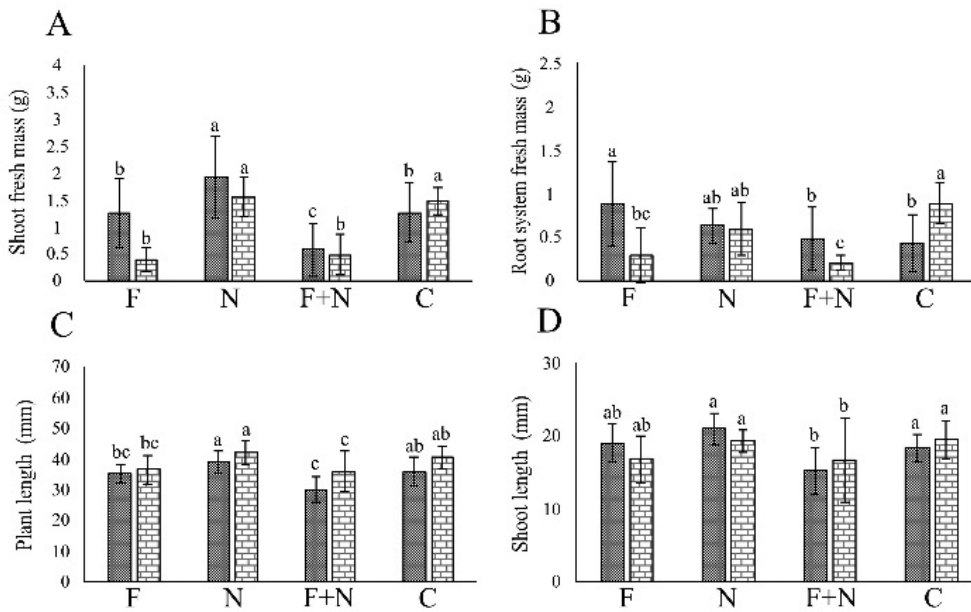 A
Shoot fresh mass (g)
4
3.5
3
2.5
2
1.5
1
0.5
0
b
b
a
a
c
b
b
a
F N F+N C
B
Root system fresh mass (g)
2.5
2
1.5
1
0.5
0
a
bc
ab
ab
b
c
b
a
F N F+N C
C
Plant length (mm)
70
60
50
40
30
20
10
0
bc
bc
a
a
c
c
ab
ab
F N F+N C
D
Shoot length (mm)
30
20
10
0
ab
ab
a
a
b
b
a
a
F N F+N C